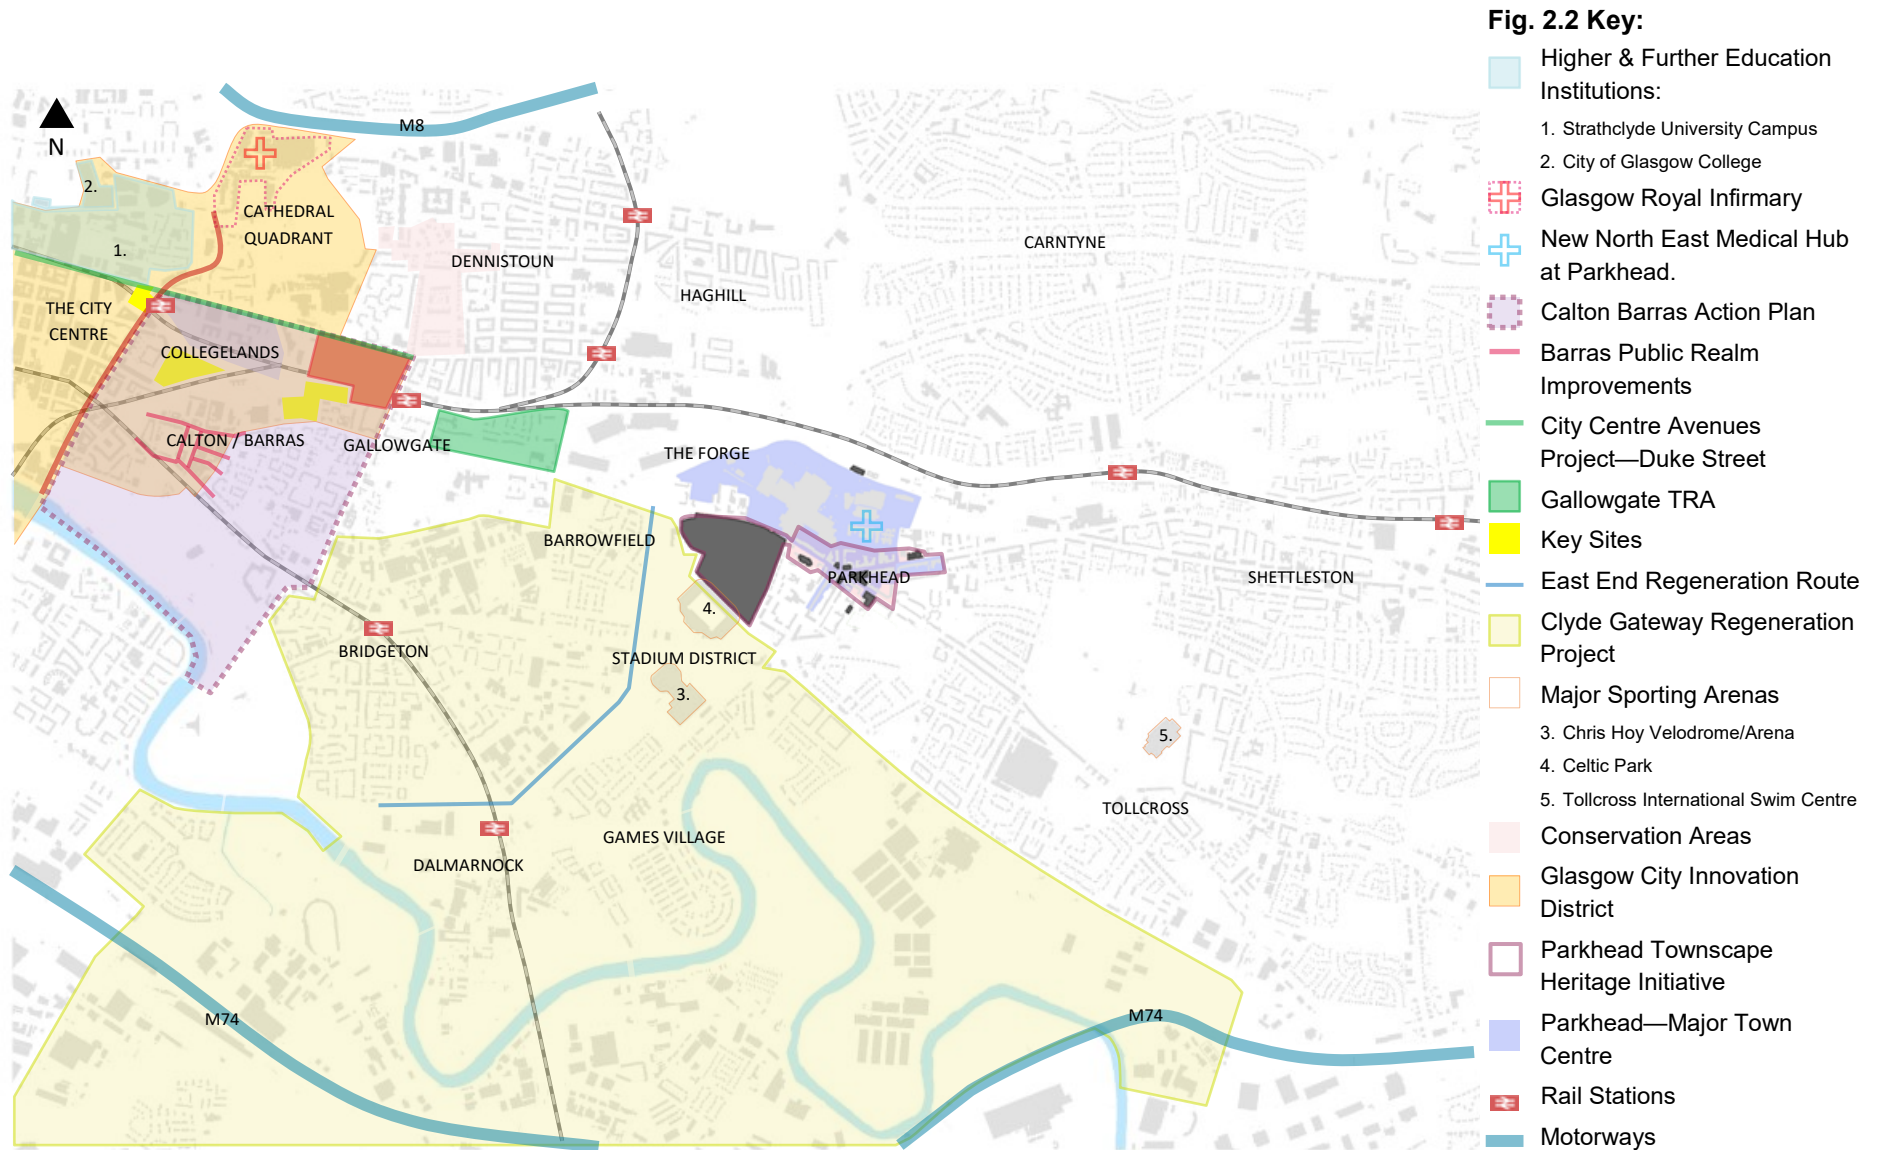 Fig. 2.2 Key:
Higher & Further Education
Institutions:
1. Strathclyde University Campus
2. City of Glasgow College
Glasgow Royal Infirmary
New North East Medical Hub
at Parkhead.
Calton Barras Action Plan
Barras Public Realm
Improvements
City Centre Avenues
Project—Duke Street
Gallowgate TRA
Key Sites
East End Regeneration Route
Clyde Gateway Regeneration
Project
Major Sporting Arenas
3. Chris Hoy Velodrome/Arena
4. Celtic Park
5. Tollcross International Swim Centre
Conservation Areas
Glasgow City Innovation
District
Parkhead Townscape
Heritage Initiative
Parkhead—Major Town
Centre
Rail Stations
Motorways
N
M8
2.
CATHEDRAL
QUADRANT
1.
DENNISTOUN
CARNTYNE
HAGHILL
THE CITY
CENTRE
COLLEGELANDS
CALTON / BARRAS
GALLOWGATE
THE FORGE
BARROWFIELD
PARKHEAD
SHETTLESTON
4.
BRIDGETON
STADIUM DISTRICT
3.
5.
TOLLCROSS
GAMES VILLAGE
DALMARNOCK
M74
M74